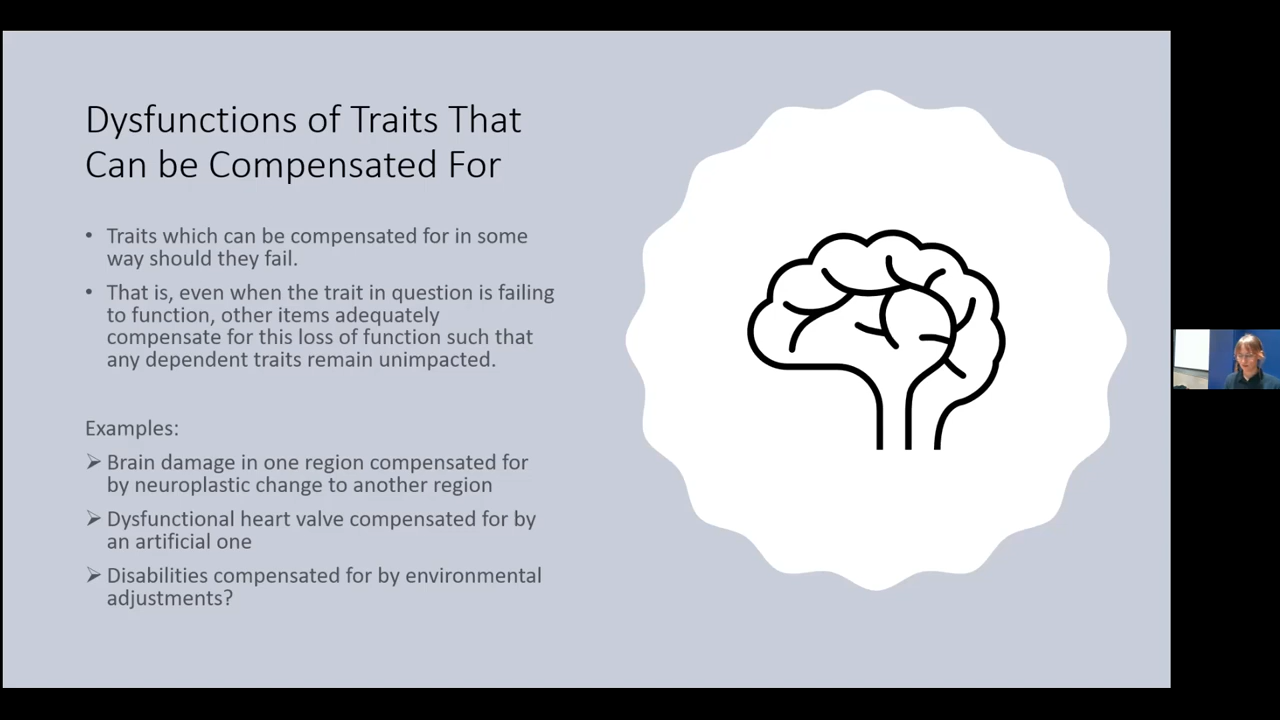 Dysfunctions of Traits That
Can be Compensated For
• Traits which can be compensated for in some
way should they fail.
• That is, even when the trait in question is failing
to function, other items adequately
compensate for this loss of function such that
any dependent traits remain unimpacted.
Examples:
➢ Brain damage in one region compensated for
by neuroplastic change to another region
➢ Dysfunctional heart valve compensated for by
an artificial one
➢ Disabilities compensated for by environmental
adjustments?